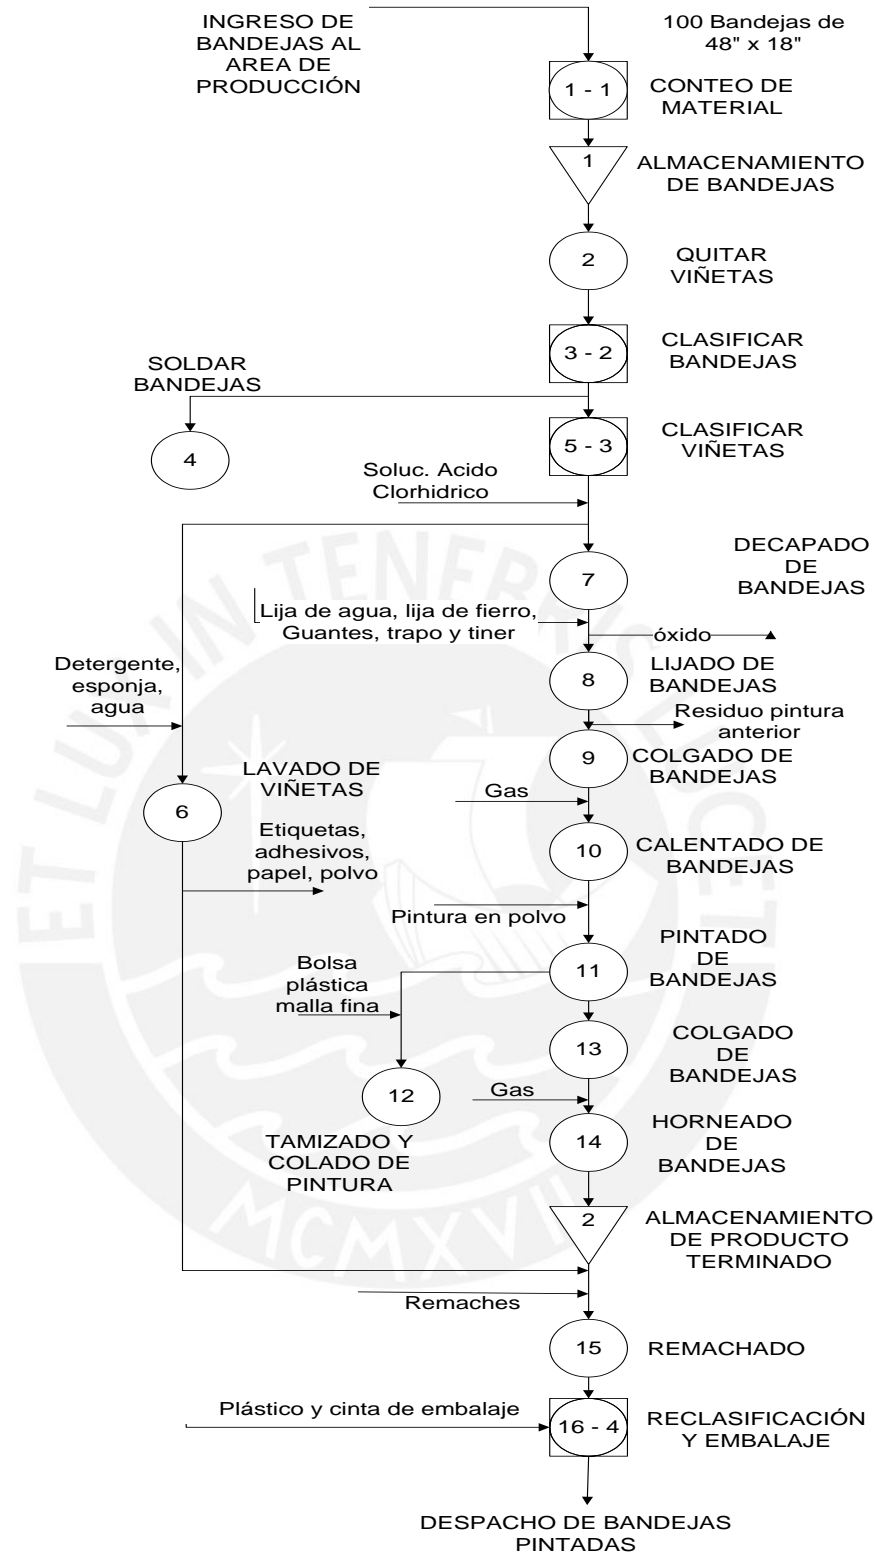 INGRESO DE
BANDEJAS AL
AREA DE
PRODUCCIÓN
100 Bandejas de
48" x 18"
1 - 1
CONTEO DE
MATERIAL
1
ALMACENAMIENTO
DE BANDEJAS
2
QUITAR
VIÑETAS
3 - 2
CLASIFICAR
BANDEJAS
SOLDAR
BANDEJAS
4
5 - 3
CLASIFICAR
VIÑETAS
Soluc. Acido
Clorhidrico
7
DECAPADO
DE
BANDEJAS
Lija de agua, lija de fierro,
Guantes, trapo y tiner
óxido
8
LIJADO DE
BANDEJAS
Detergente,
esponja,
agua
Residuo pintura
anterior
9
COLGADO DE
BANDEJAS
LAVADO DE
VIÑETAS
6
Gas
10
CALENTADO DE
BANDEJAS
Etiquetas,
adhesivos,
papel, polvo
Pintura en polvo
11
PINTADO
DE
BANDEJAS
Bolsa
plástica
malla fina
13
COLGADO
DE
BANDEJAS
12
TAMIZADO Y
COLADO DE
PINTURA
Gas
14
HORNEADO
DE
BANDEJAS
2
ALMACENAMIENTO
DE PRODUCTO
TERMINADO
Remaches
15
REMACHADO
Plástico y cinta de embalaje
16 - 4
RECLASIFICACIÓN
Y EMBALAJE
DESPACHO DE BANDEJAS
PINTADAS
ET LUX IN TENEBRIS LUCET
MCMXVII